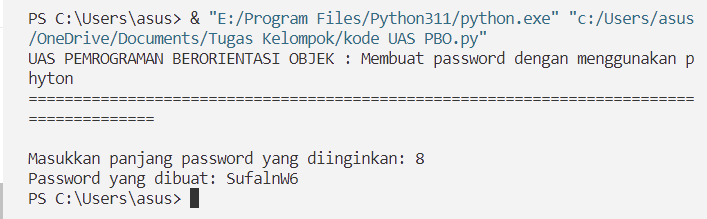 PS C:\Users\asus> & "E:/Program Files/Python311/python.exe" "c:/Users/asus
/OneDrive/Documents/Tugas Kelompok/kode UAS PBO.py"
UAS PEMROGRAMAN BERORIENTASI OBJEK : Membuat password dengan menggunakan p
hyton
==========================================================================
==============
Masukkan panjang password yang diinginkan: 8
Password yang dibuat: SufalnW6
PS C:\Users\asus>